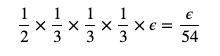 1/2 × 1/3 × 1/3 × 1/3 × ϵ = ϵ/54